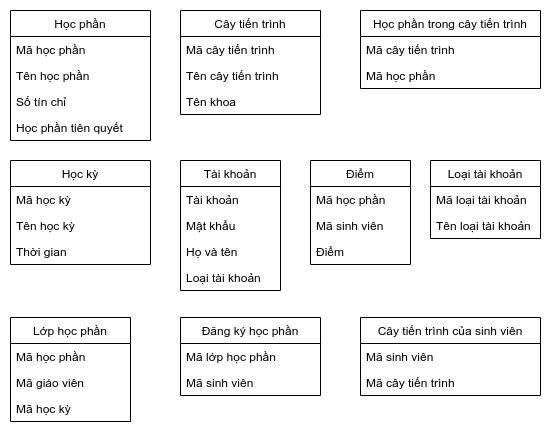 Học phần
Mã học phần
Tên học phần
Số tín chỉ
Học phần tiên quyết
Cây tiến trình
Mã cây tiến trình
Tên cây tiến trình
Tên khoa
Học phần trong cây tiến trình
Mã cây tiến trình
Mã học phần
Học kỳ
Mã học kỳ
Tên học kỳ
Thời gian
Tài khoản
Tài khoản
Mật khẩu
Họ và tên
Loại tài khoản
Điểm
Mã học phần
Mã sinh viên
Điểm
Loại tài khoản
Mã loại tài khoản
Tên loại tài khoản
Lớp học phần
Mã học phần
Mã giáo viên
Mã học kỳ
Đăng ký học phần
Mã lớp học phần
Mã sinh viên
Cây tiến trình của sinh viên
Mã sinh viên
Mã cây tiến trình